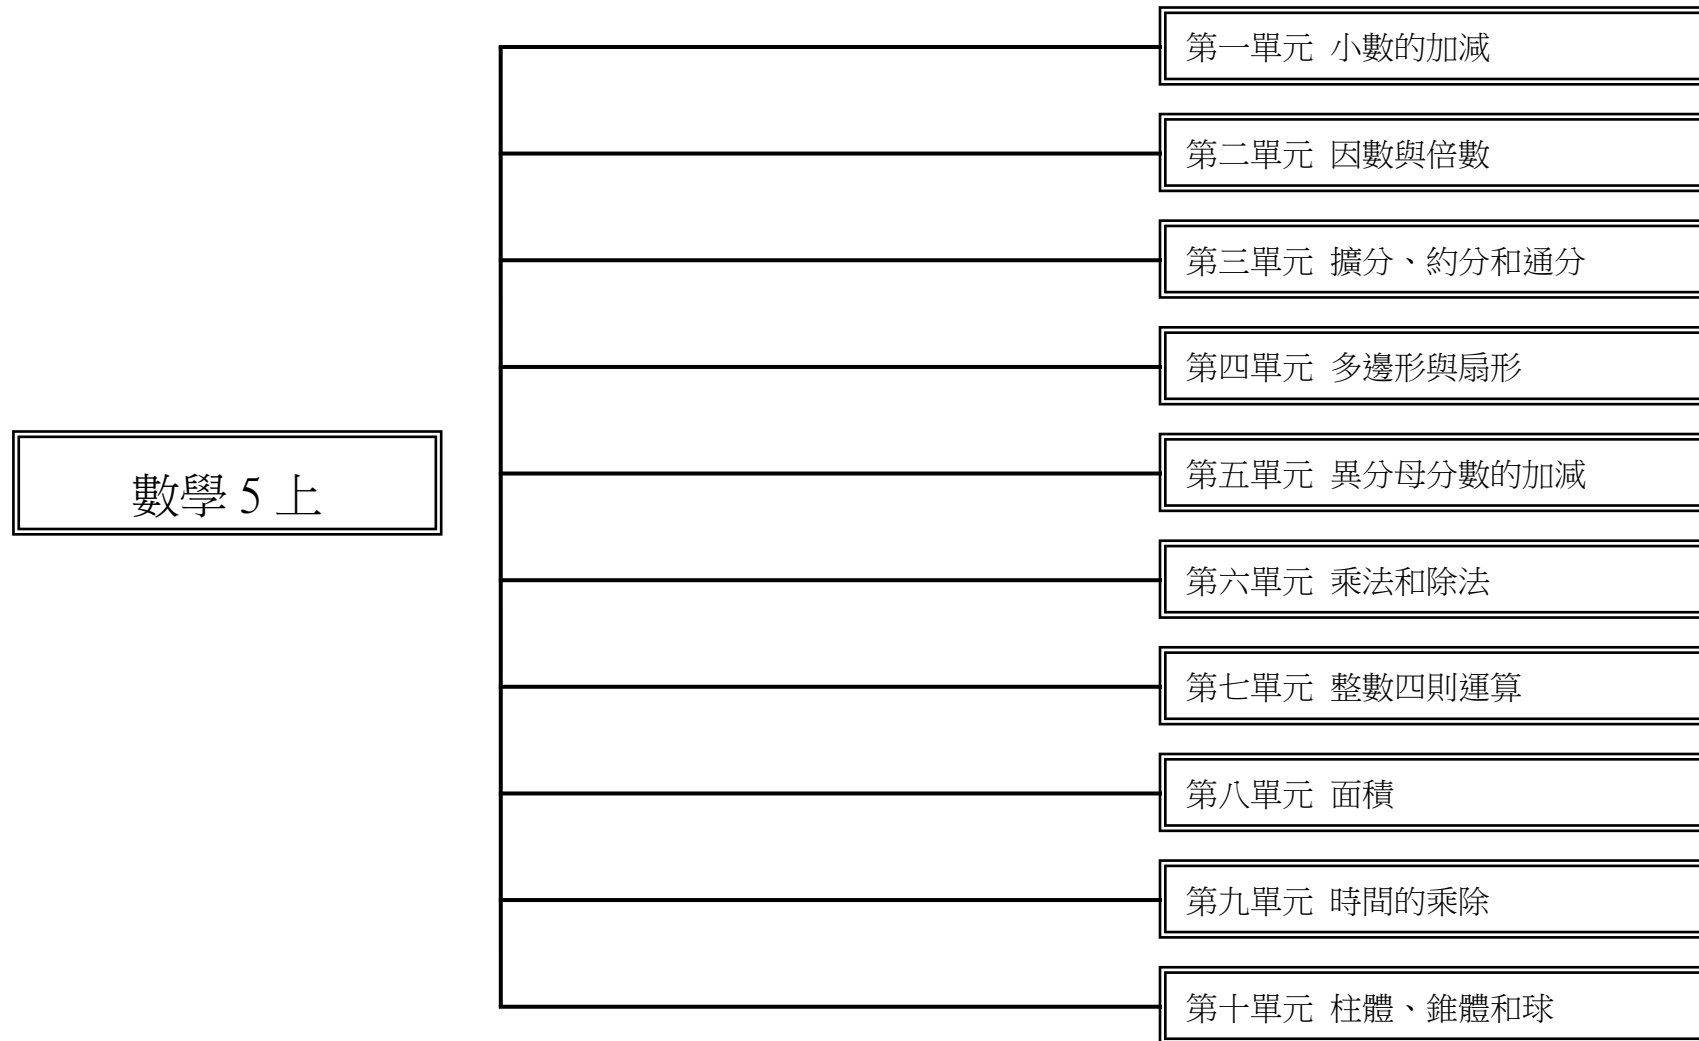 第一單元 小數的加減
第二單元 因數與倍數
第三單元 擴分、約分和通分
第四單元 多邊形與扇形
數學 5 上
第五單元 異分母分數的加減
第六單元 乘法和除法
第七單元 整數四則運算
第八單元 面積
第九單元 時間的乘除
第十單元 柱體、錐體和球